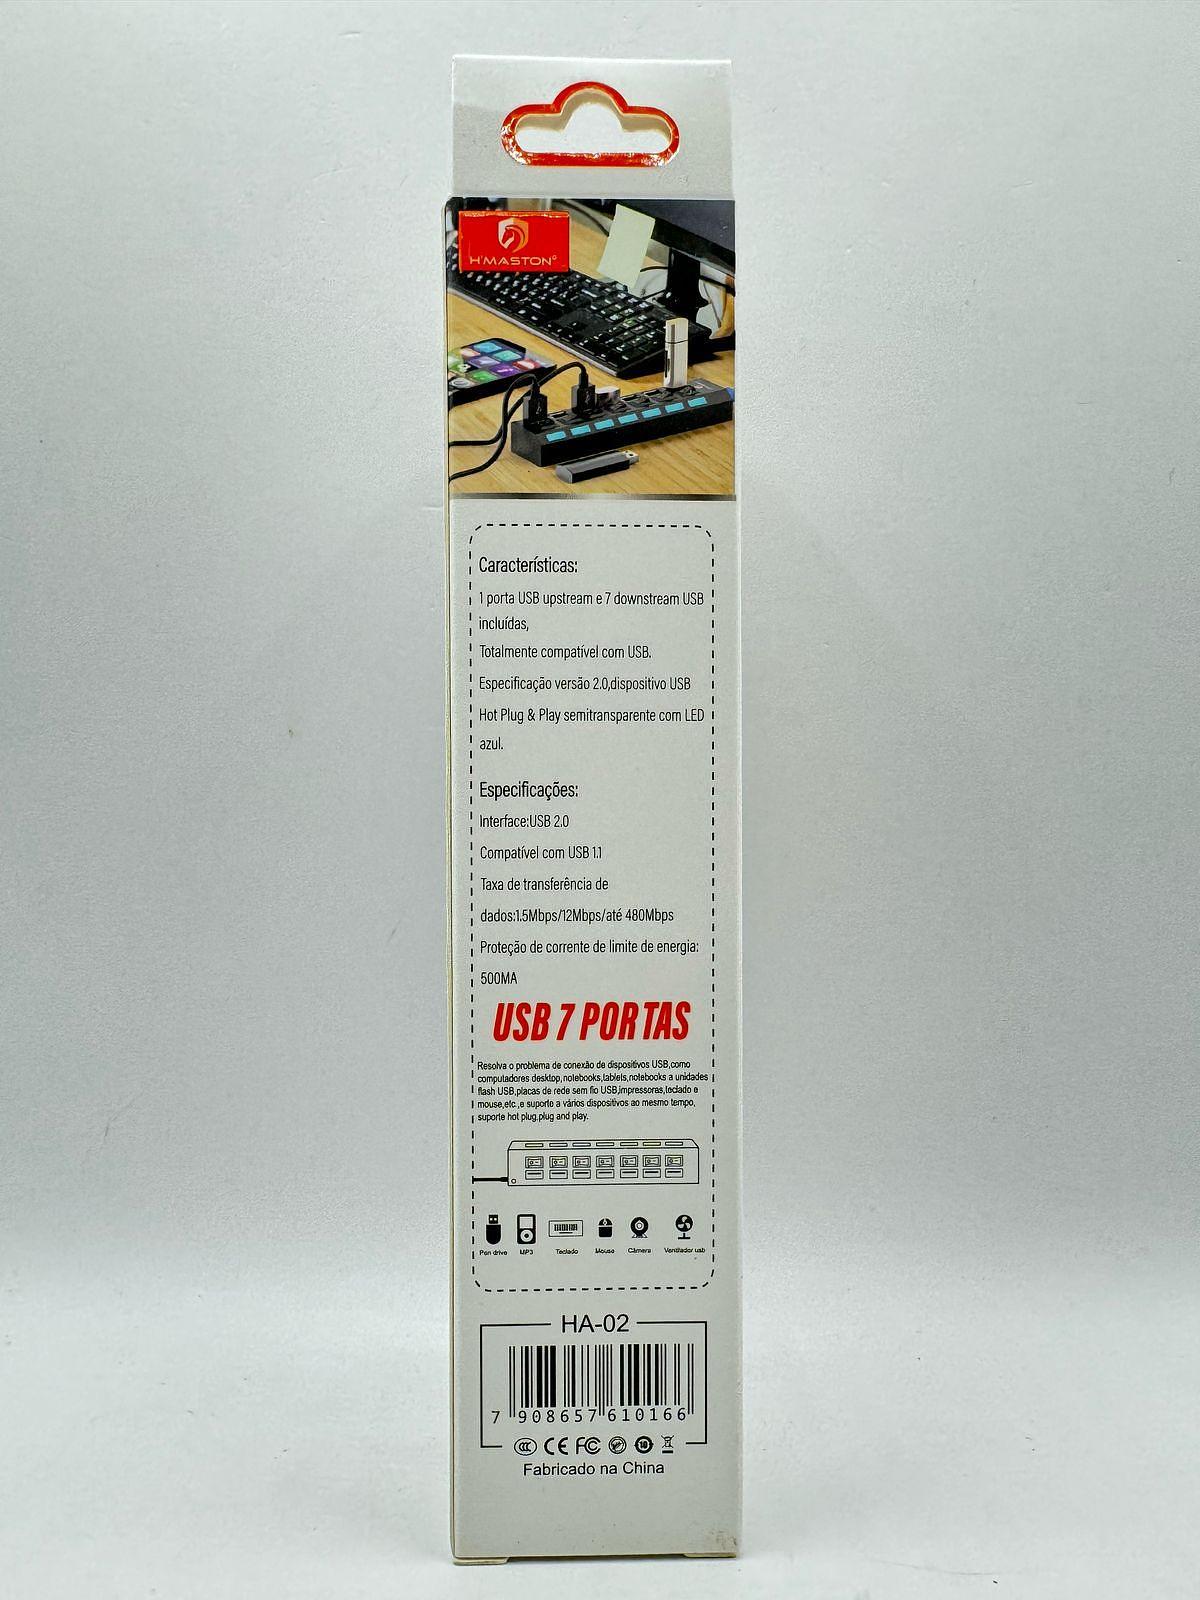 H'MASTON
Características:
1 porta USB upstream e 7 downstream USB
incluídas,
Totalmente compatível com USB.
Especificação versão 2.0,dispositivo USB
Hot Plug & Play semitransparente com LED
azul.
Especificações:
Interface:USB 2.0
Compatível com USB 1.1
Taxa de transferência de
dados:1.5Mbps/12Mbps/até 480Mbps
Proteção de corrente de limite de energia:
500MA
USB 7 PORTAS
Resolva o problema de conexão de dispositivos USB,como
computadores desktop,notebooks,tablets,notebooks a unidades
flash USB,placas de rede sem fio USB,impressoras,teclado e
mouse,etc.,e suporte a vários dispositivos ao mesmo tempo,
suporte hot plug,plug and play.
Pen drive MP3 Teclado Mouse Câmera Ventilador usb
HA-02
7 908657 610166
CCC CE FC 10
Fabricado na China